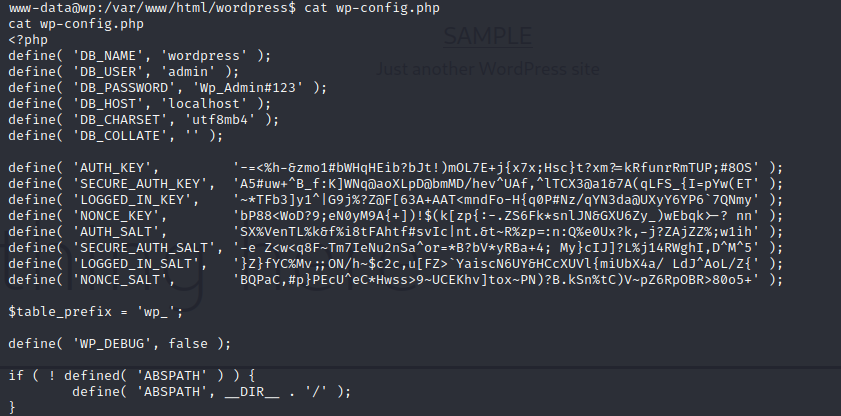 www-data@wp:/var/www/html/wordpress$ cat wp-config.php
cat wp-config.php
<?php
define( 'DB_NAME', 'wordpress' );
define( 'DB_USER', 'admin' );
define( 'DB_PASSWORD', 'Wp_Admin#123' );
define( 'DB_HOST', 'localhost' );
define( 'DB_CHARSET', 'utf8mb4' );
define( 'DB_COLLATE', '' );

define( 'AUTH_KEY',         '-=<%h-&zmo1#bWHqHEib?bJt!)mOL7E+j{x7x;Hsc}t?xm?=kRfunrRmTUP;#8OS' );
define( 'SECURE_AUTH_KEY',  'A5#uw+^B_f:K]WNq@aoXLpD@bmMD/hev^UAf,^lTCX3@a1&7A(qLFS_{I=pYw(ET' );
define( 'LOGGED_IN_KEY',    '~*TFb3]y1^|G9j%?Z@F[63A+AAT<mndFo-H{q0P#Nz/qYN3da@UXyY6YP6`7QNmy' );
define( 'NONCE_KEY',        'bP88<WoD?9;eN0yM9A{+])!$(k[zp{:-.ZS6Fk*snlJN&GXU6Zy_)wEbqk>-? nn' );
define( 'AUTH_SALT',        'SX%VenTL%k&f%i8tFAhtf#svIc|nt.&t~R%zp=:n:Q%e0Ux?k,-j?ZAjZZ%;w1ih' );
define( 'SECURE_AUTH_SALT', '-e Z<w<q8F~Tm7IeNu2nSa^or=*B?bV*yRBa+4; My}cIJ]?L%j14RWghI,D^M^5' );
define( 'LOGGED_IN_SALT',   '}Z}fYC%Mv;;ON/h~$c2c,u[FZ>`YaiscN6UY&HCcXUVl{miUbX4a/ LdJ^AoL/Z{' );
define( 'NONCE_SALT',       'BQPaC,#p}PEcU^eC*Hwss>9~UCEKhv]tox~PN)?B.kSn%tC)V~pZ6RpOBR>80o5+' );

$table_prefix = 'wp_';

define( 'WP_DEBUG', false );

if ( ! defined( 'ABSPATH' ) ) {
        define( 'ABSPATH', __DIR__ . '/' );
}
SAMPLE
Just another WordPress site